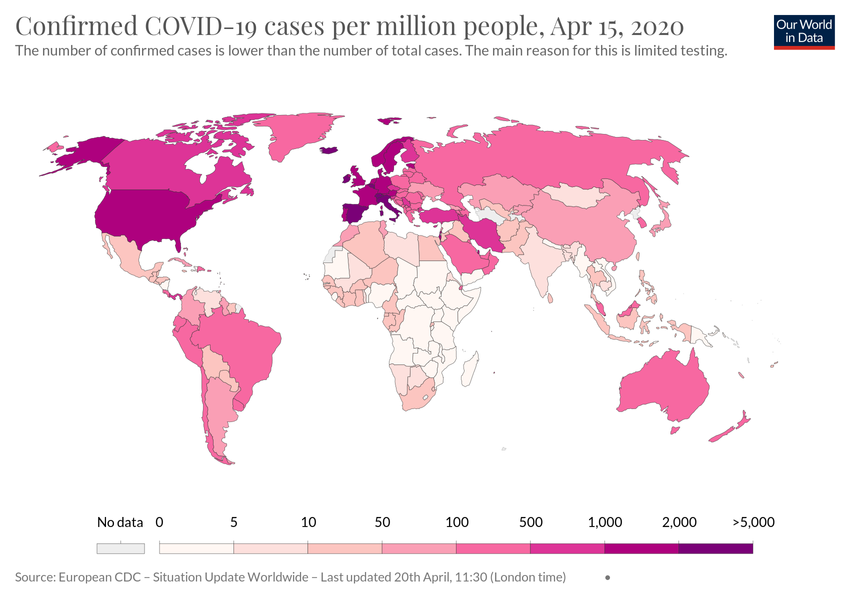 Confirmed COVID-19 cases per million people, Apr 15, 2020
The number of confirmed cases is lower than the number of total cases. The main reason for this is limited testing.
Our World
in Data
No data 0 5 10 50 100 500 1,000 2,000 >5,000
Source: European CDC – Situation Update Worldwide – Last updated 20th April, 11:30 (London time) •